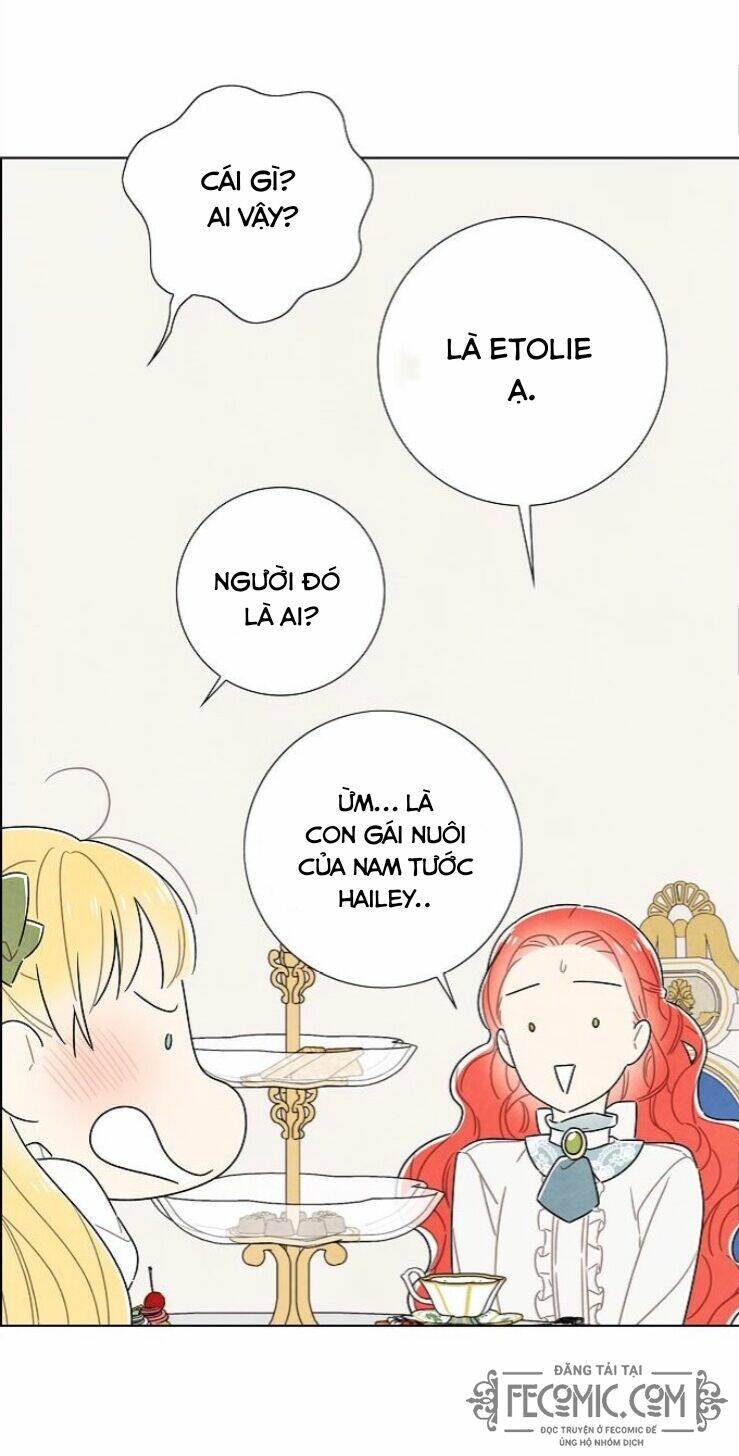 CÁI GÌ?
AI VẬY?
LÀ ETOLIE
Ạ.
NGƯỜI ĐÓ
LÀ AI?
ỪM... LÀ
CON GÁI NUÔI
CỦA NAM TƯỚC
HAILEY..
ĐĂNG TẢI TẠI
FECOMIC.COM
ĐỌC TRUYỆN Ở FECOMIC ĐỂ
ỦNG HỘ NHÓM DỊCH